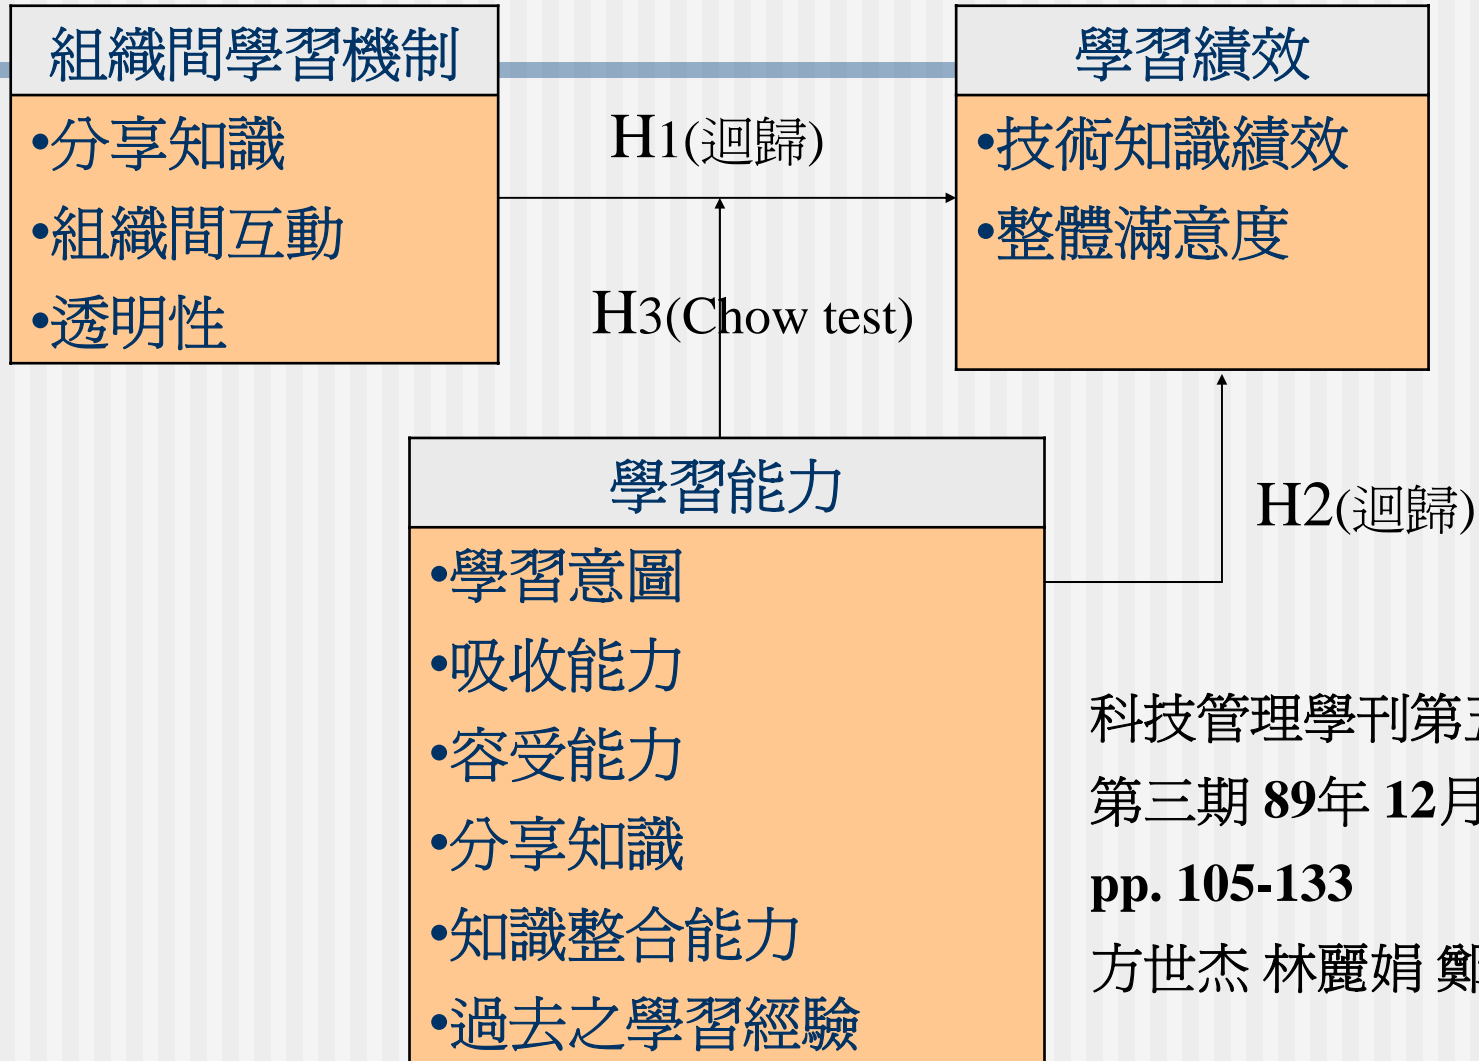 組織間學習機制
•分享知識
•組織間互動
•透明性
H1(迴歸)
學習績效
•技術知識績效
•整體滿意度
H3(Chow test)
學習能力
•學習意圖
•吸收能力
•容受能力
•分享知識
•知識整合能力
•過去之學習經驗
H2(迴歸)
科技管理學刊第五
第三期 89年 12月
pp. 105-133
方世杰 林麗娟 鄭